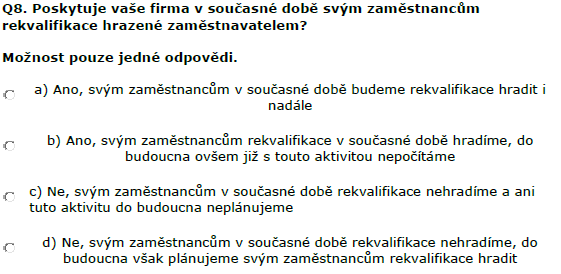 Q8. Poskytuje vaše firma v současné době svým zaměstnancům
rekvalifikace hrazené zaměstnavatelem?
Možnost pouze jedné odpovědi.
a) Ano, svým zaměstnancům v současné době budeme rekvalifikace hradit i
nadále
b) Ano, svým zaměstnancům rekvalifikace v současné době hradíme, do
budoucna ovšem již s touto aktivitou nepočítáme
c) Ne, svým zaměstnancům v současné době rekvalifikace nehradíme a ani
tuto aktivitu do budoucna neplánujeme
d) Ne, svým zaměstnancům v současné době rekvalifikace nehradíme, do
budoucna však plánujeme svým zaměstnancům rekvalifikace hradit